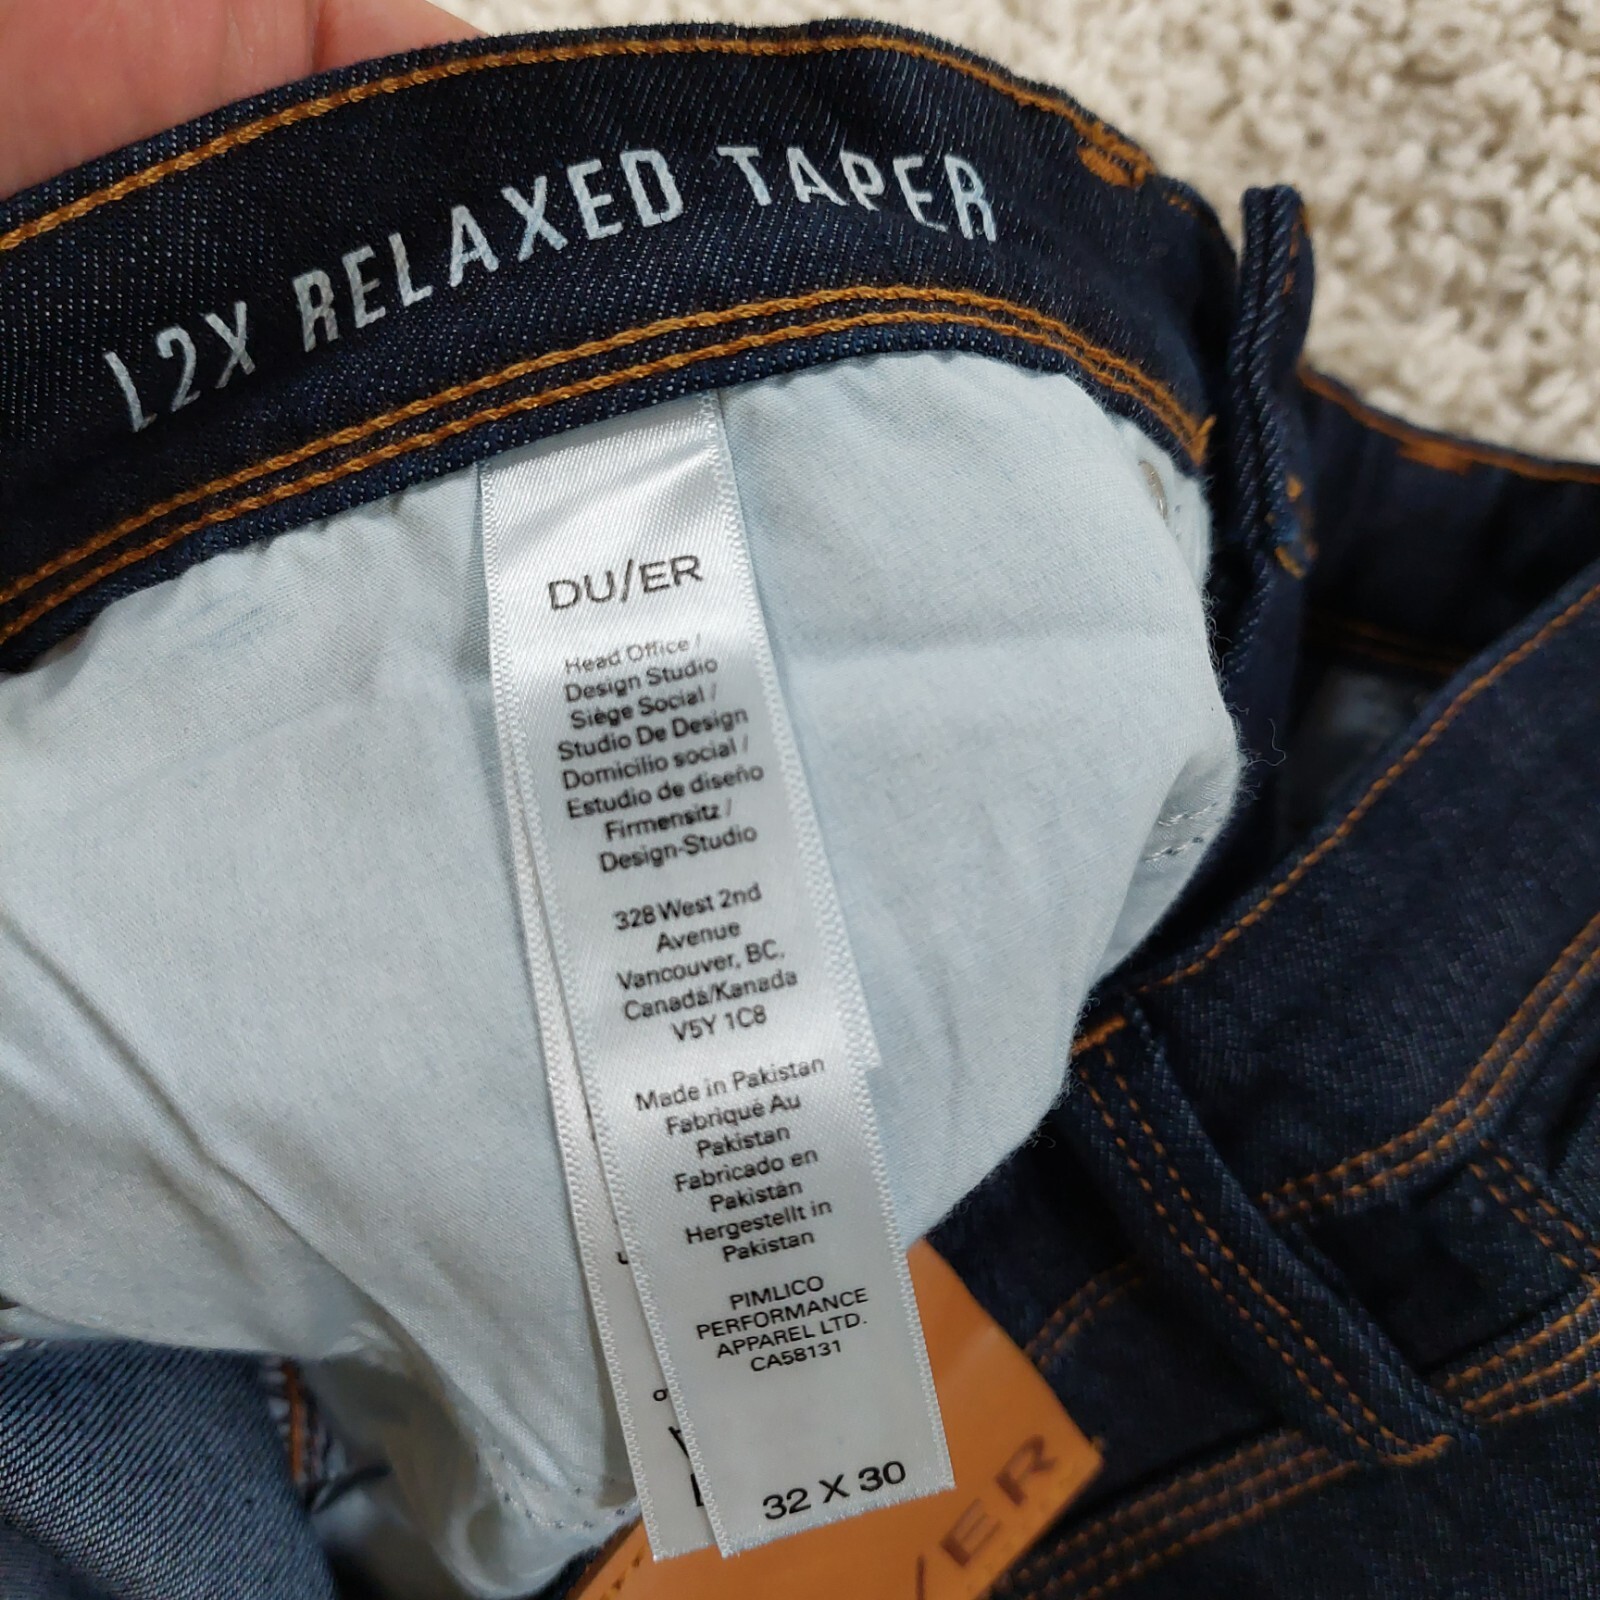 L2X RELAXED TAPER
DU/ER
Head Office /
Design Studio
Siège Social /
Studio De Design
Domicilio social /
Estudio de diseño
Firmensitz /
Design-Studio
328 West 2nd
Avenue
Vancouver, BC,
Canadá/Kanada
V5Y 1C8
Made in Pakistan
Fabriqué Au
Pakistan
Fabricado en
Pakistán
Hergestellt in
Pakistan
PIMLICO
PERFORMANCE
APPAREL LTD.
CA58131
32 X 30
/ER